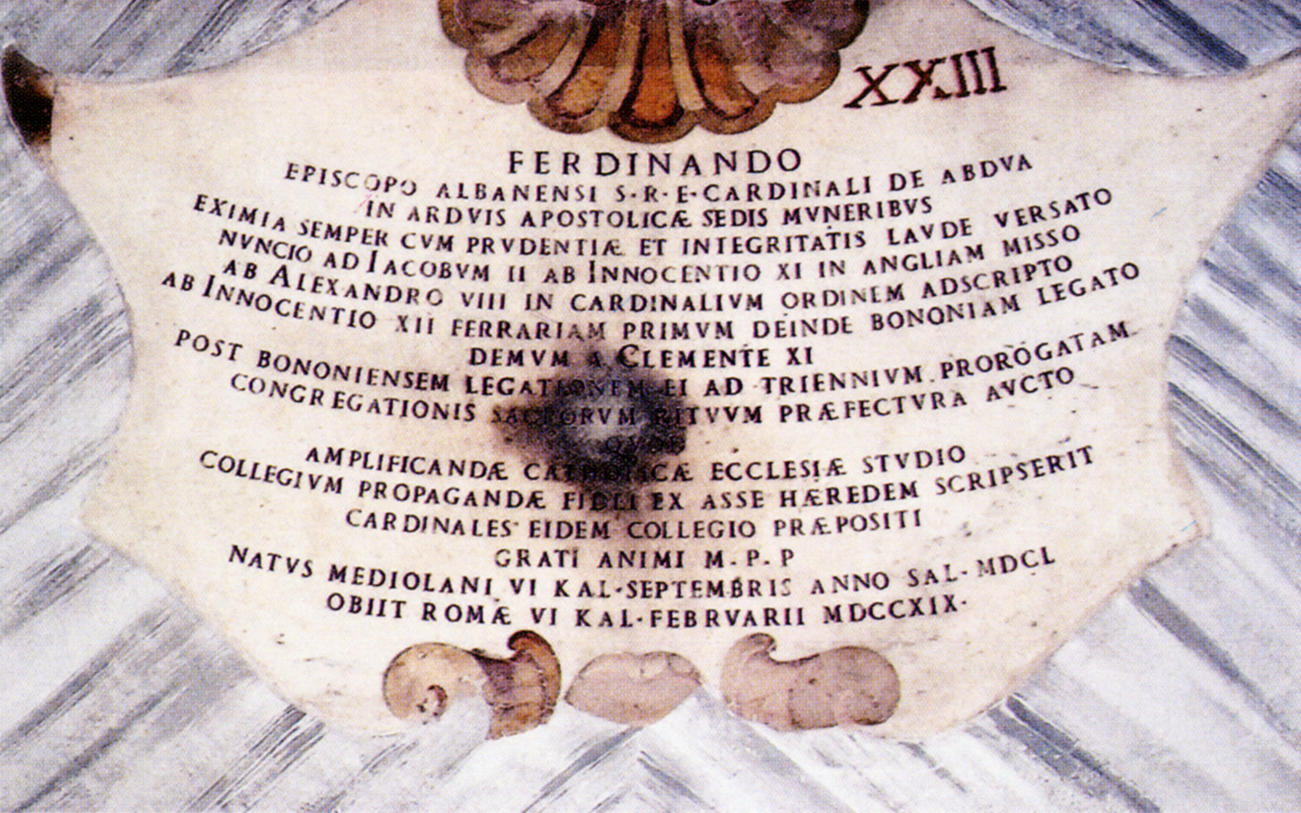 XXIII
FERDINANDO
EPISCOPO ALBANENSI S·R·E·CARDINALI DE ABDVA
IN ARDVIS APOSTOLICÆ SEDIS MVNERIBVS
EXIMIA SEMPER CVM PRVDENTIÆ ET INTEGRITATIS LAVDE VERSATO
NVNCIO AD IACOBVM II AB INNOCENTIO XI IN ANGLIAM MISSO
AB ALEXANDRO VIII IN CARDINALIVM ORDINEM ADSCRIPTO
AB INNOCENTIO XII FERRARIAM PRIMVM DEINDE BONONIAM LEGATO
DEMVM A CLEMENTE XI
POST BONONIENSEM LEGATIONEM EI AD TRIENNIVM PROROGATAM
CONGREGATIONIS SACRORVM RITVVM PRÆFECTVRA AVCTO
AMPLIFICANDÆ CATHOLICÆ ECCLESIÆ STVDIO
COLLEGIVM PROPAGANDÆ FIDEI EX ASSE HÆREDEM SCRIPSERIT
CARDINALES EIDEM COLLEGIO PRÆPOSITI
GRATI ANIMI M·P·P
NATVS MEDIOLANI VI KAL·SEPTEMBRIS ANNO SAL·MDCL
OBIIT ROMÆ VI KAL·FEBRVARII MDCCXIX·